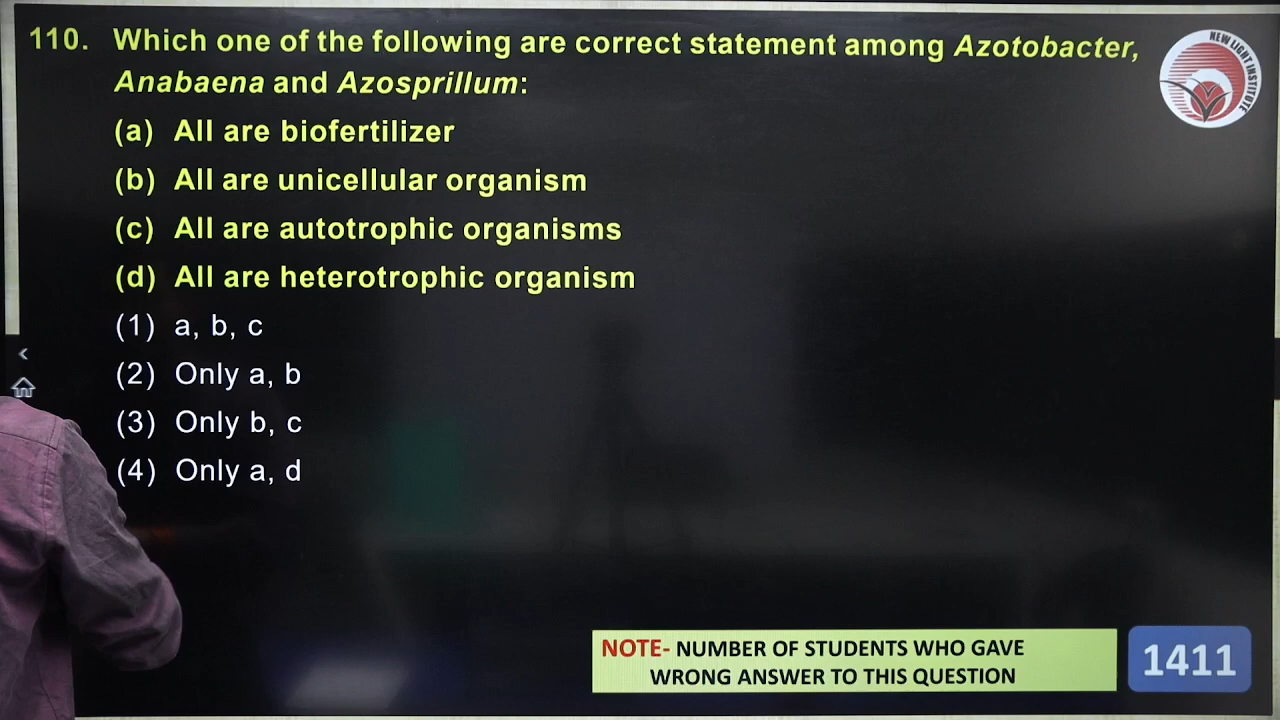 110. Which one of the following are correct statement among Azotobacter,
Anabaena and Azosprillum:
(a) All are biofertilizer
(b) All are unicellular organism
(c) All are autotrophic organisms
(d) All are heterotrophic organism
(1) a, b, c
(2) Only a, b
(3) Only b, c
(4) Only a, d
NEW LIGHT INSTITUTE
NOTE- NUMBER OF STUDENTS WHO GAVE
WRONG ANSWER TO THIS QUESTION
1411